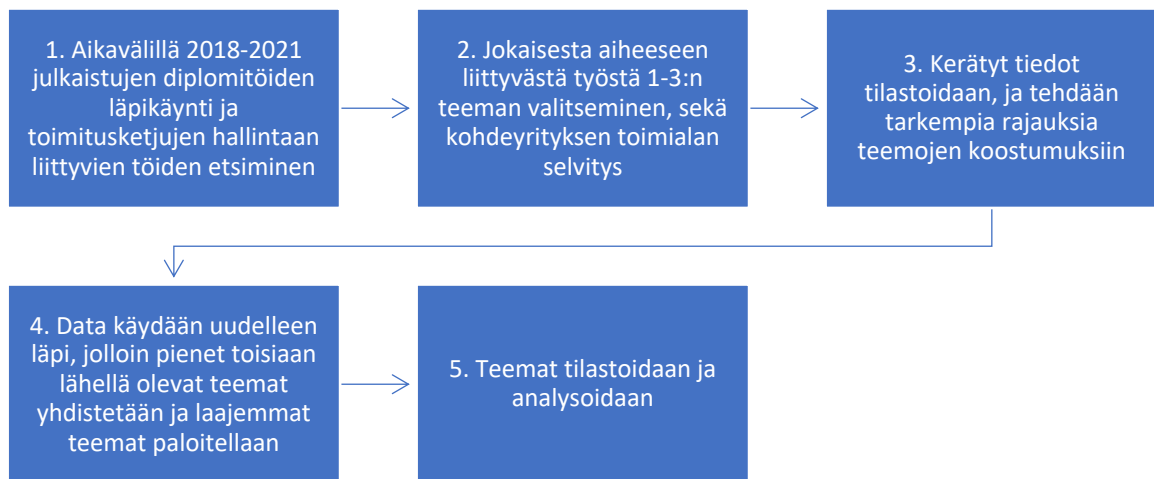 1. Aikavälillä 2018-2021
julkaistujen diplomitöiden
läpikäynti ja
toimitusketjujen hallintaan
liittyvien töiden etsiminen
2. Jokaisesta aiheeseen
liittyvästä työstä 1-3:n
teeman valitseminen, sekä
kohdeyrityksen toimialan
selvitys
3. Kerätyt tiedot
tilastoidaan, ja tehdään
tarkempia rajauksia
teemojen koostumuksiin
4. Data käydään uudelleen
läpi, jolloin pienet toisiaan
lähellä olevat teemat
yhdistetään ja laajemmat
teemat paloitellaan
5. Teemat tilastoidaan ja
analysoidaan